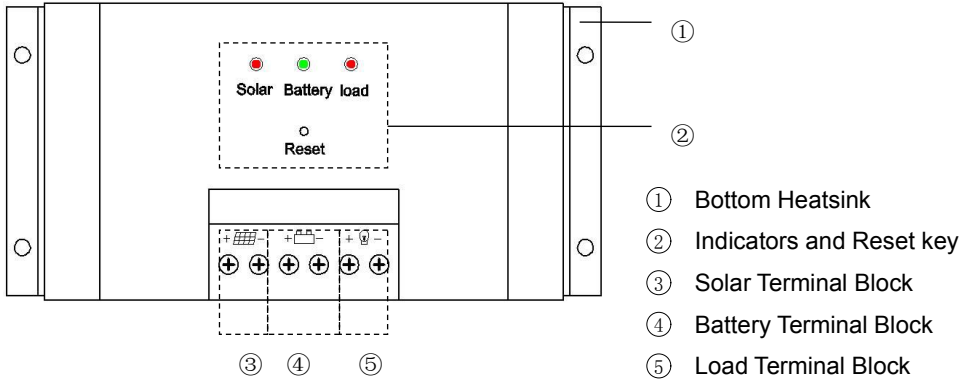 ①
Solar Battery load
②
Reset
① Bottom Heatsink
② Indicators and Reset key
+ - + - + -
③ Solar Terminal Block
④ Battery Terminal Block
③ ④ ⑤
⑤ Load Terminal Block